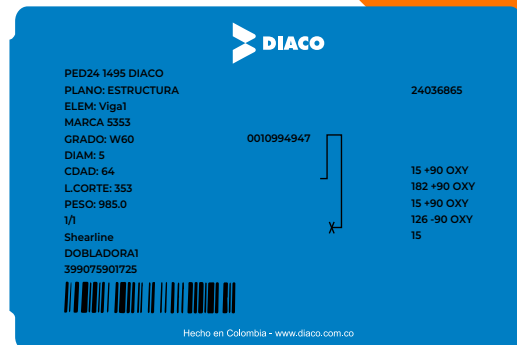 DIACO
PED24 1495 DIACO
PLANO: ESTRUCTURA
24036865
ELEM: Viga1
MARCA 5353
GRADO: W60
0010994947
DIAM: 5
CDAD: 64
15 +90 OXY
L.CORTE: 353
182 +90 OXY
PESO: 985.0
15 +90 OXY
1/1
126 -90 OXY
Shearline
15
DOBLADORA1
399075901725
Hecho en Colombia - www.diaco.com.co